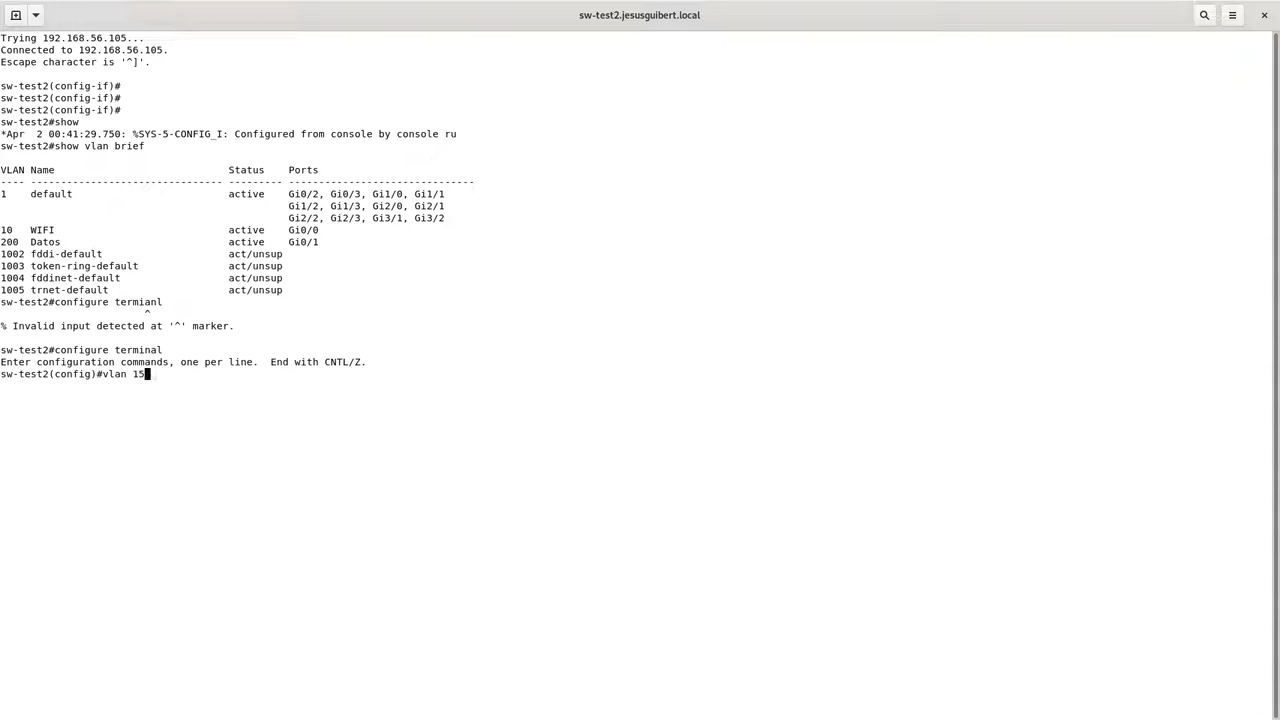 sw-test2.jesusguibert.local
Trying 192.168.56.105...
Connected to 192.168.56.105.
Escape character is '^]'.
sw-test2(config-if)#
sw-test2(config-if)#
sw-test2(config-if)#
sw-test2#show
*Apr  2 00:41:29.750: %SYS-5-CONFIG_I: Configured from console by console ru
sw-test2#show vlan brief
VLAN Name                             Status    Ports
---- -------------------------------- --------- -------------------------------
1    default                          active    Gi0/2, Gi0/3, Gi1/0, Gi1/1
                                                Gi1/2, Gi1/3, Gi2/0, Gi2/1
                                                Gi2/2, Gi2/3, Gi3/1, Gi3/2
10   WIFI                             active    Gi0/0
200  Datos                            active    Gi0/1
1002 fddi-default                     act/unsup
1003 token-ring-default               act/unsup
1004 fddinet-default                  act/unsup
1005 trnet-default                    act/unsup
sw-test2#configure termianl
                        ^
% Invalid input detected at '^' marker.
sw-test2#configure terminal
Enter configuration commands, one per line.  End with CNTL/Z.
sw-test2(config)#vlan 15